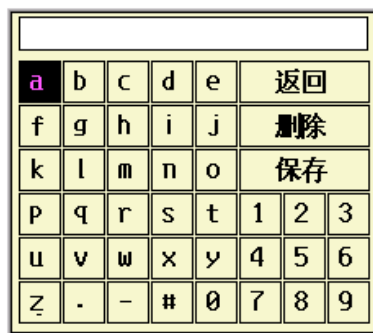 a b c d e 返回
f g h i j 删除
k l m n o 保存
p q r s t 1 2 3
u v w x y 4 5 6
z . - # 0 7 8 9